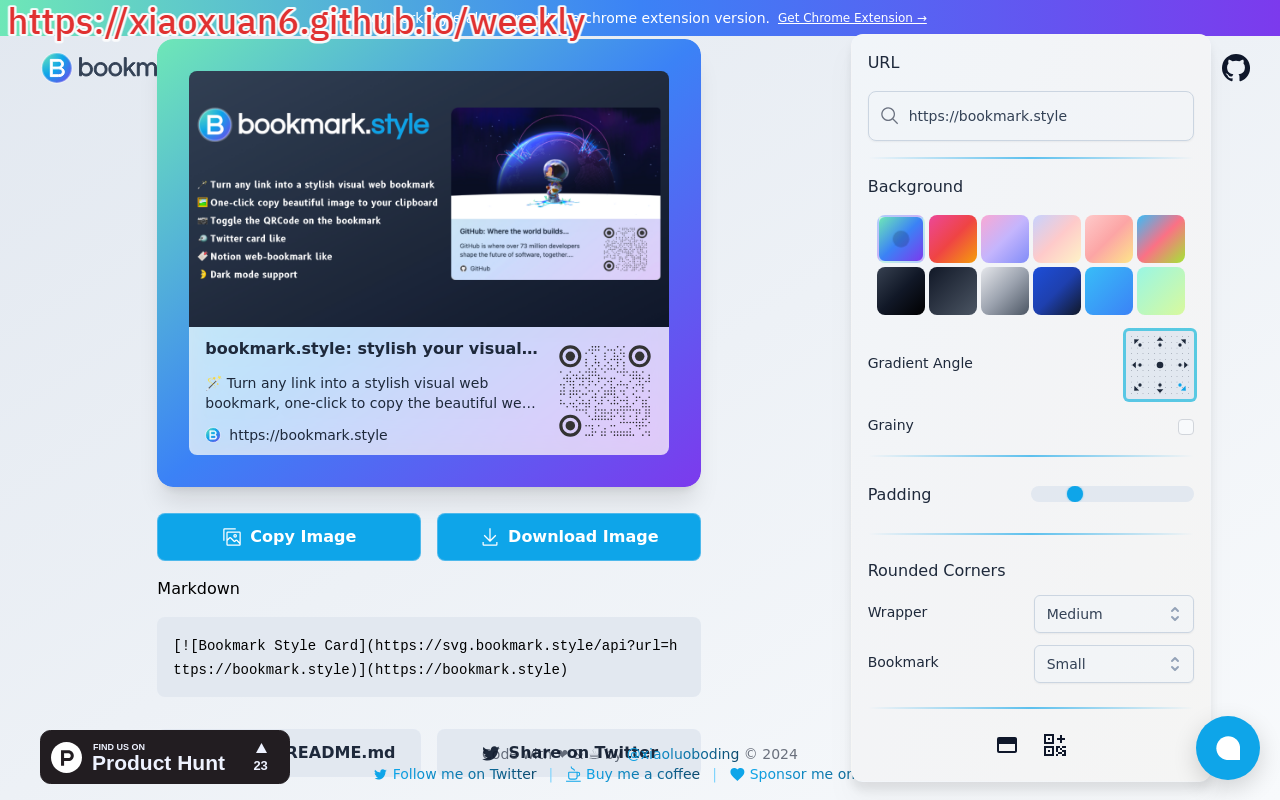 https://xiaoxuan6.github.io/weekly
chrome extension version. Get Chrome Extension →
bookm
bookmark.style
Turn any link into a stylish visual web bookmark
One-click copy beautiful image to your clipboard
Toggle the QRCode on the bookmark
Twitter card like
Notion web-bookmark like
Dark mode support
GitHub: Where the world builds...
GitHub is where over 73 million developers
shape the future of software, together....
GitHub
bookmark.style: stylish your visual...
🪄 Turn any link into a stylish visual web
bookmark, one-click to copy the beautiful we...
https://bookmark.style
Copy Image
Download Image
Markdown
[![Bookmark Style Card](https://svg.bookmark.style/api?url=h
ttps://bookmark.style)](https://bookmark.style)
README.md
Share on Twitter
by @xiaoluoboding © 2024
Follow me on Twitter | Buy me a coffee | Sponsor me on
FIND US ON
Product Hunt
▲
23
URL
https://bookmark.style
Background
Gradient Angle
Grainy
Padding
Rounded Corners
Wrapper
Medium
Bookmark
Small